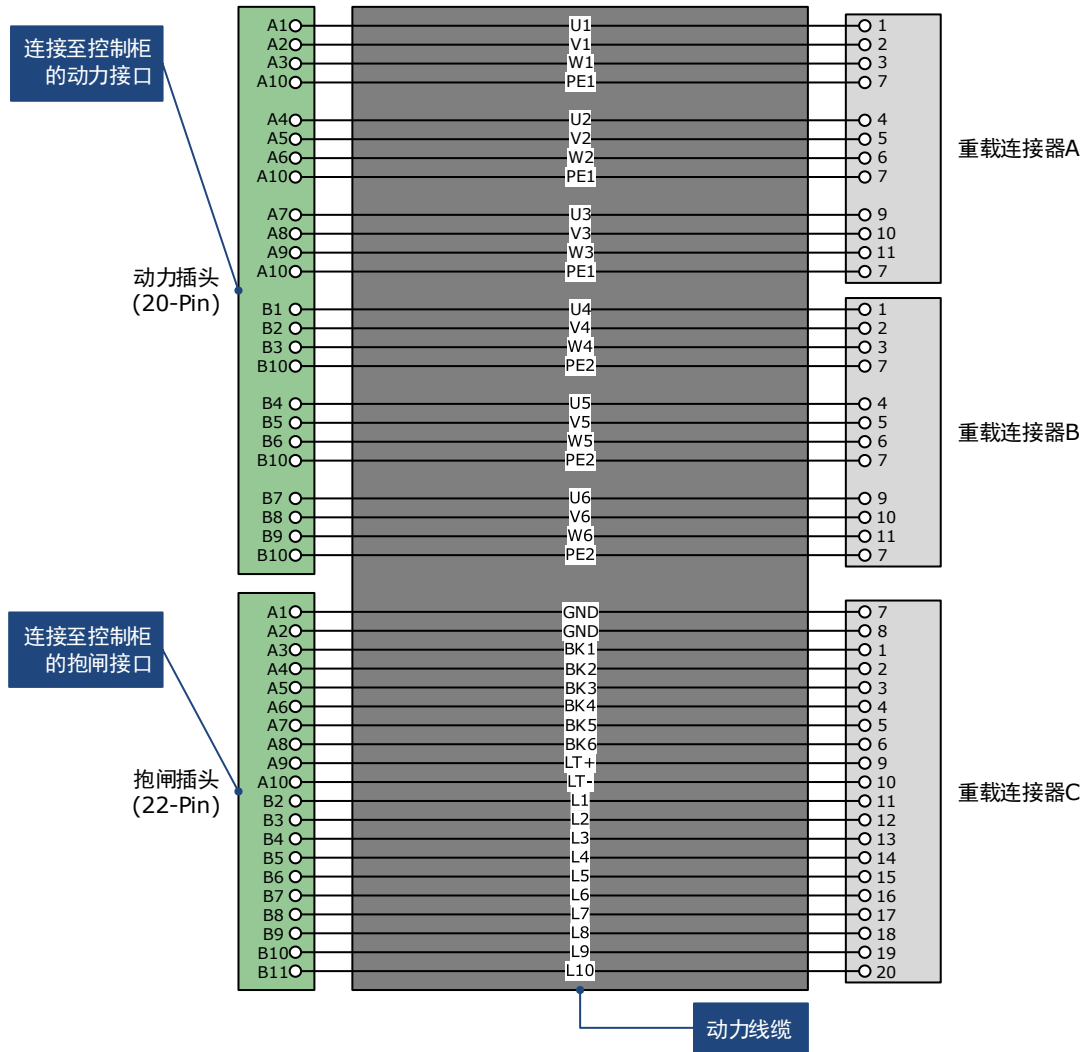 连接至控制柜
的动力接口
动力插头
(20-Pin)
A1 U1 1
A2 V1 2
A3 W1 3
A10 PE1 7
A4 U2 4
A5 V2 5
A6 W2 6
A10 PE1 7
A7 U3 9
A8 V3 10
A9 W3 11
A10 PE1 7
重载连接器A
B1 U4 1
B2 V4 2
B3 W4 3
B10 PE2 7
B4 U5 4
B5 V5 5
B6 W5 6
B10 PE2 7
B7 U6 9
B8 V6 10
B9 W6 11
B10 PE2 7
重载连接器B
连接至控制柜
的抱闸接口
抱闸插头
(22-Pin)
A1 GND 7
A2 GND 8
A3 BK1 1
A4 BK2 2
A5 BK3 3
A6 BK4 4
A7 BK5 5
A8 BK6 6
A9 LT+ 9
A10 LT- 10
B2 L1 11
B3 L2 12
B4 L3 13
B5 L4 14
B6 L5 15
B7 L6 16
B8 L7 17
B9 L8 18
B10 L9 19
B11 L10 20
重载连接器C
动力线缆